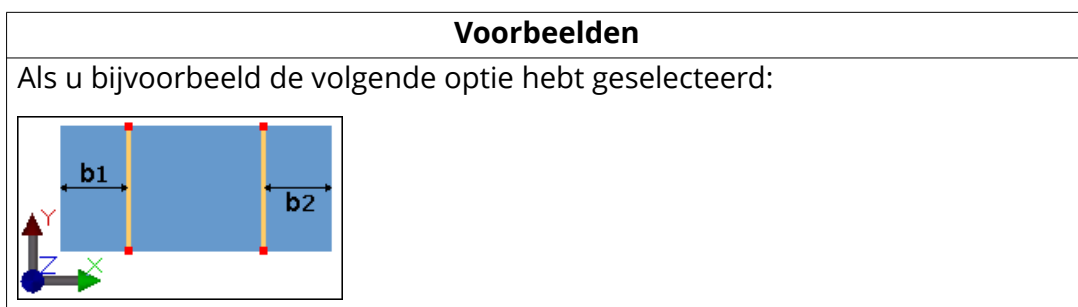 Voorbeelden
Als u bijvoorbeeld de volgende optie hebt geselecteerd:
b1
b2
Y
Z X